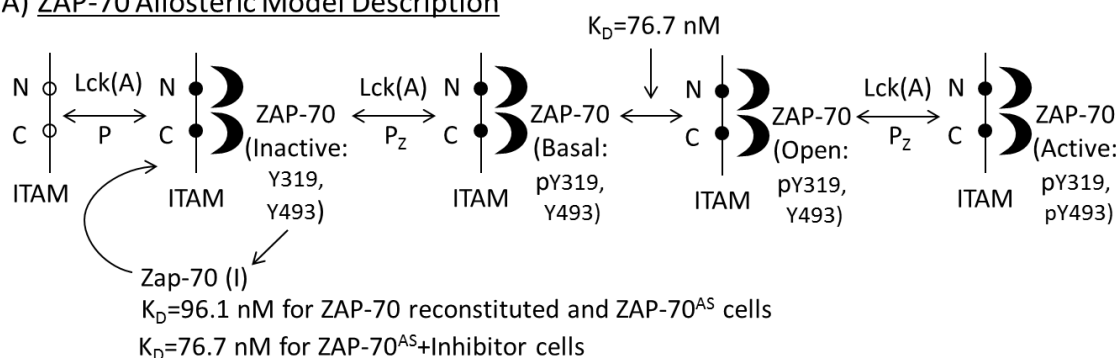 A) ZAP-70 Allosteric Model Description
K_D=76.7 nM
N
C
ITAM
Lck(A)
P
N
C
ITAM
ZAP-70
(Inactive:
Y319,
Y493)
Lck(A)
P_Z
N
C
ITAM
ZAP-70
(Basal:
pY319,
Y493)
N
C
ITAM
ZAP-70
(Open:
pY319,
Y493)
Lck(A)
P_Z
N
C
ITAM
ZAP-70
(Active:
pY319,
pY493)
Zap-70 (I)
K_D=96.1 nM for ZAP-70 reconstituted and ZAP-70^AS cells
K_D=76.7 nM for ZAP-70^AS+Inhibitor cells